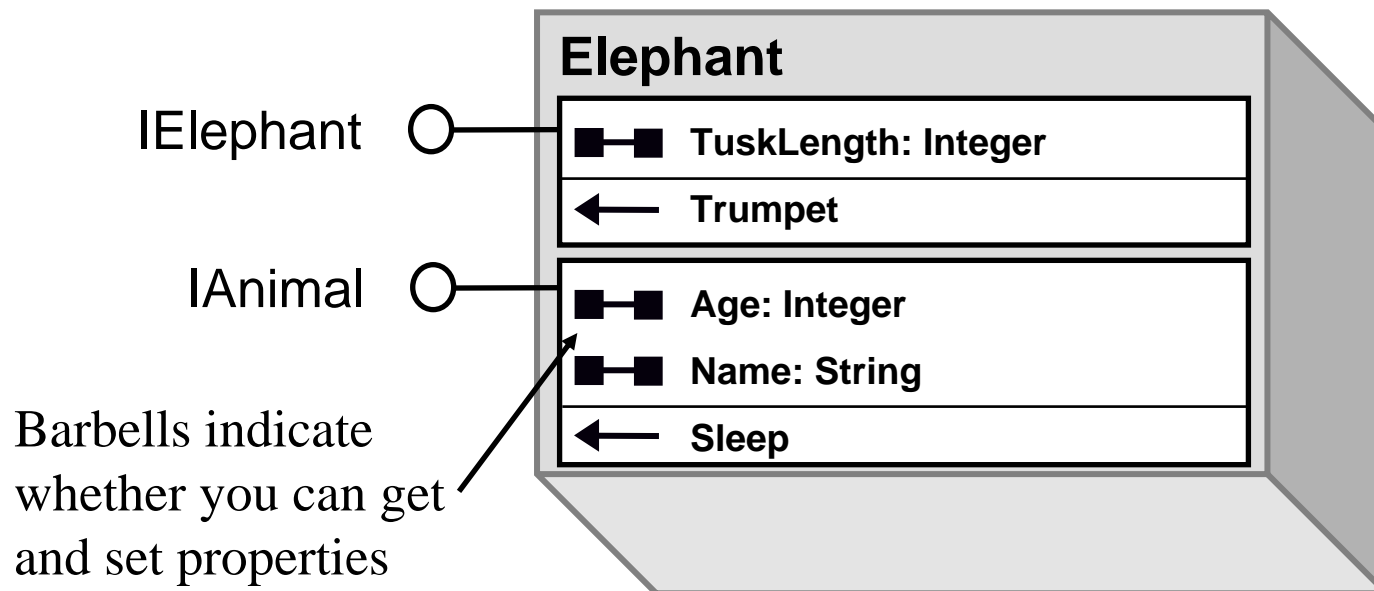 Elephant
IElephant
TuskLength: Integer
Trumpet
IAnimal
Age: Integer
Name: String
Sleep
Barbells indicate
whether you can get
and set properties